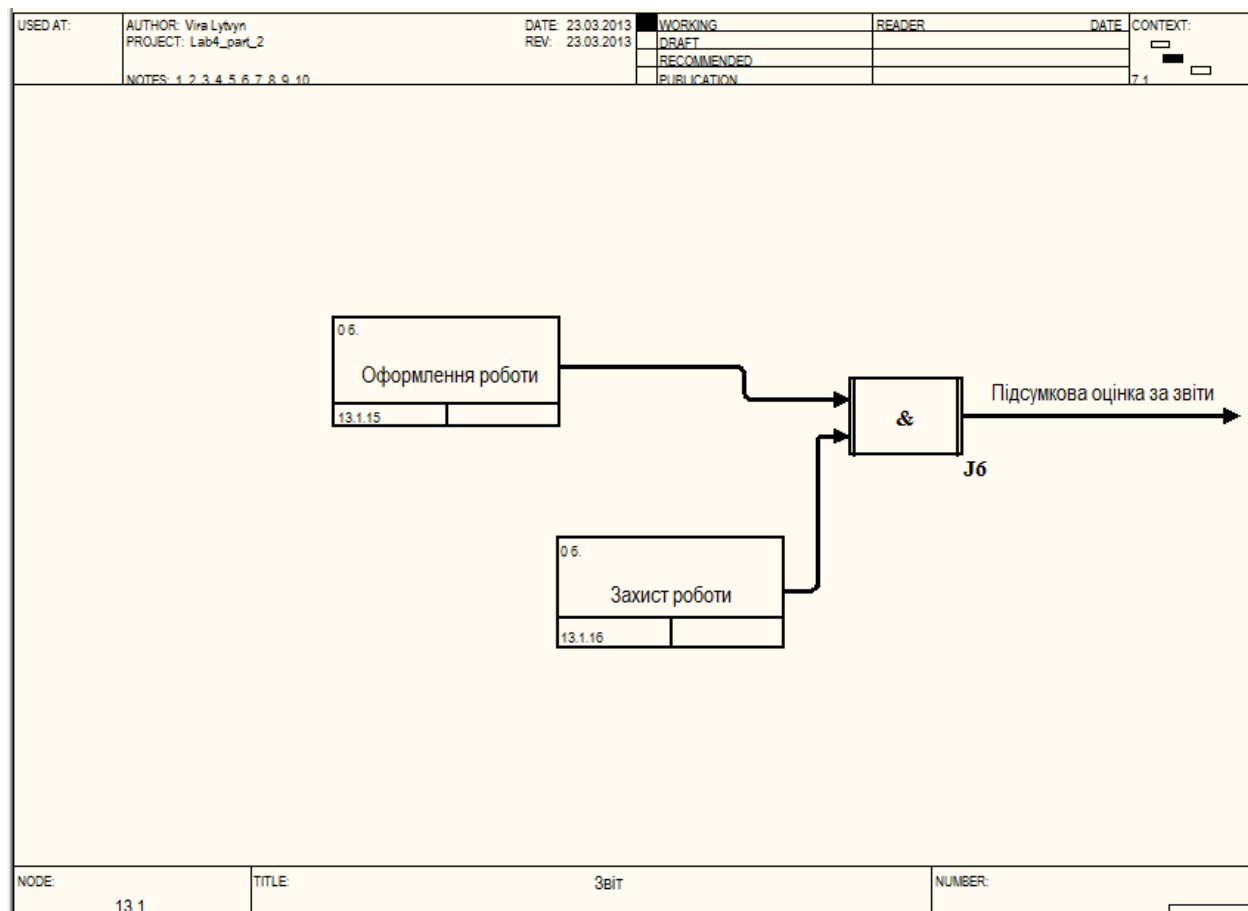 USED AT:
AUTHOR: Vira Lytvyn
DATE: 23.03.2013
WORKING
READER
DATE
CONTEXT:
PROJECT: Lab4_part_2
REV: 23.03.2013
DRAFT
RECOMMENDED
NOTES: 1 2 3 4 5 6 7 8 9 10
PUBLICATION
7.1
0 б.
Оформлення роботи
13.1.15
&
Підсумкова оцінка за звіти
J6
0 б.
Захист роботи
13.1.16
NODE:
TITLE:
Звіт
NUMBER:
13.1